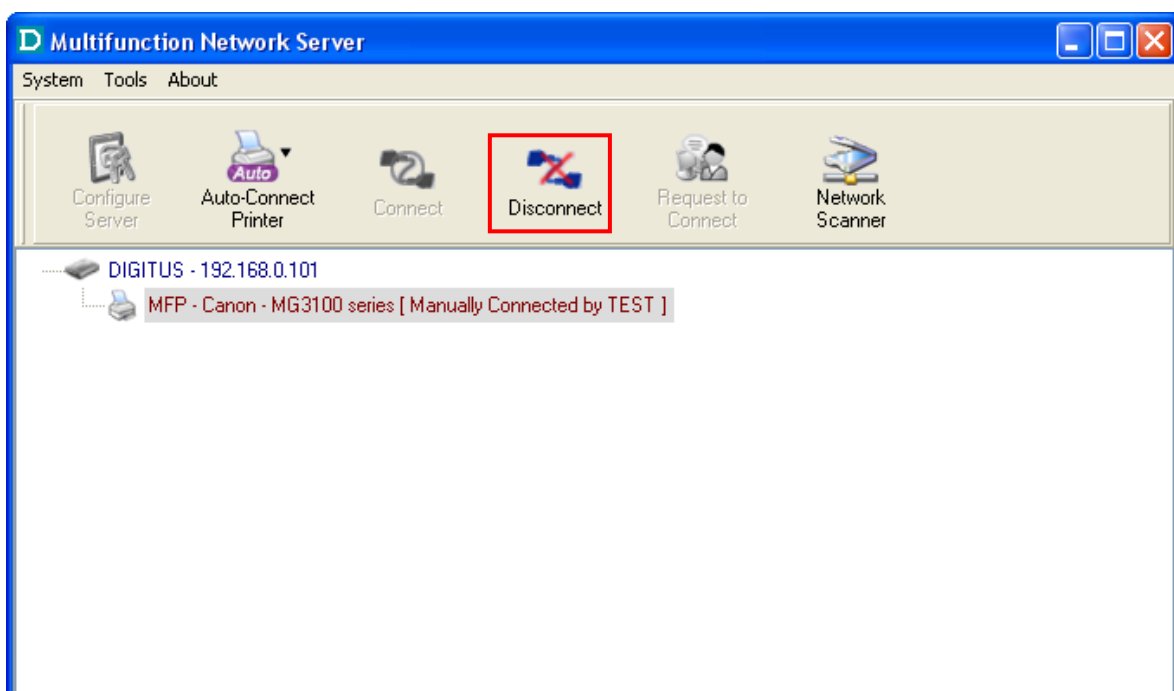 D Multifunction Network Server
System Tools About
Configure Server
Auto
Auto-Connect Printer
Connect
Disconnect
Request to Connect
Network Scanner
DIGITUS - 192.168.0.101
MFP - Canon - MG3100 series [ Manually Connected by TEST ]